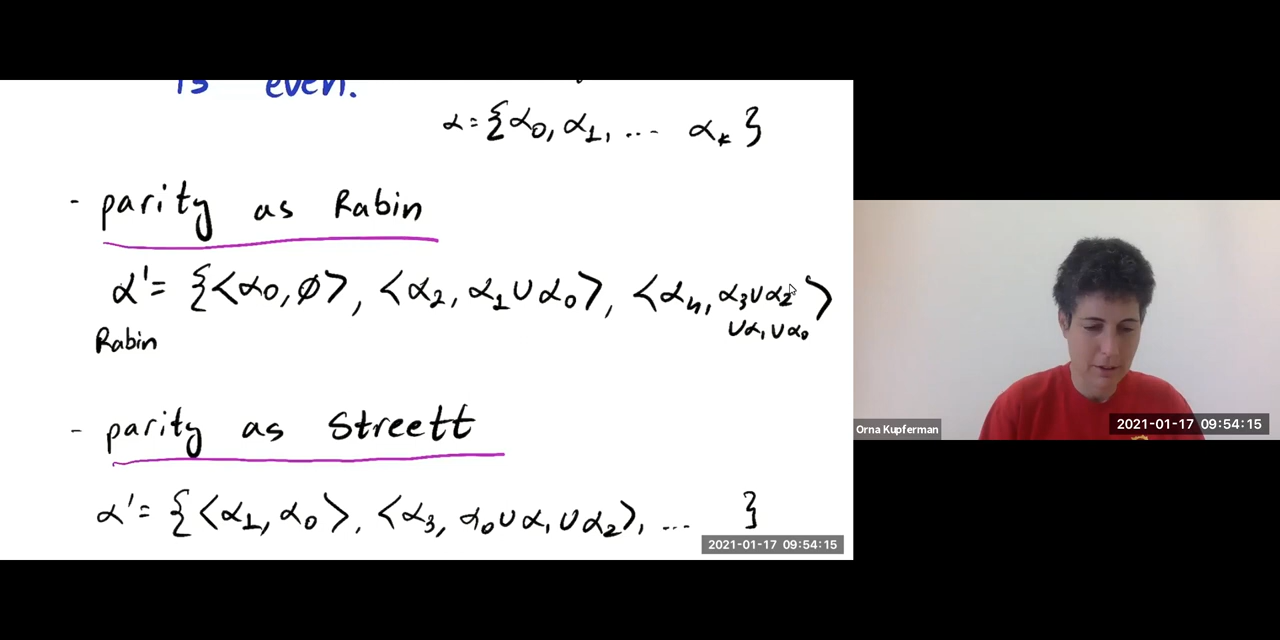 is even.
α = {α₀, α₁, ... αₖ}
- parity as Rabin
α' = {<α₀, ∅>, <α₂, α₁∪α₀>, <α₄, α₃∪α₂
∪α₁∪α₀>
Rabin
- parity as Streett
α' = {<α₁, α₀>, <α₃, α₀∪α₁∪α₂>, ... }
2021-01-17 09:54:15
Orna Kupferman
2021-01-17 09:54:15